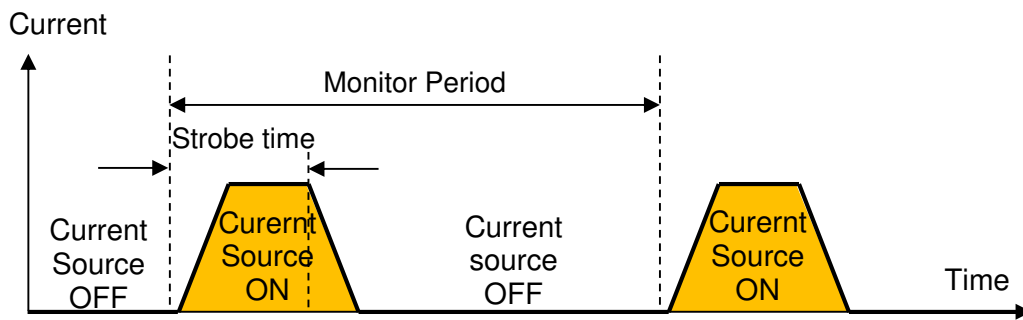 Current
Monitor Period
Strobe time
Current
Source
OFF
Curernt
Source
ON
Current
source
OFF
Curernt
Source
ON
Time